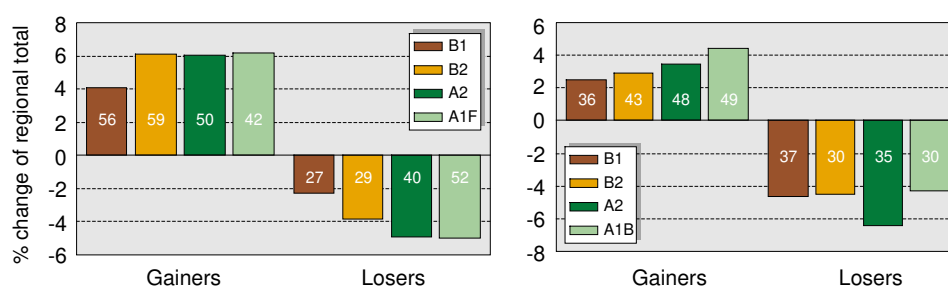 % change of regional total
8
6
4
2
0
-2
-4
-6
B1
B2
A2
A1F
56 59 50 42
27 29 40 52
Gainers Losers
6
4
2
0
-2
-4
-6
-8
B1
B2
A2
A1B
36 43 48 49
37 30 35 30
Gainers Losers